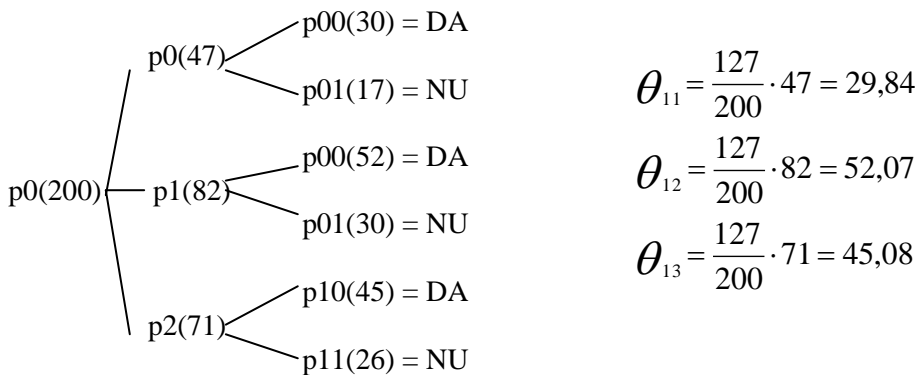 p00(30) = DA
p0(47)
p01(17) = NU
p00(52) = DA
p0(200) p1(82)
p01(30) = NU
p10(45) = DA
p2(71)
p11(26) = NU
θ₁₁ = 127/200 · 47 = 29,84
θ₁₂ = 127/200 · 82 = 52,07
θ₁₃ = 127/200 · 71 = 45,08